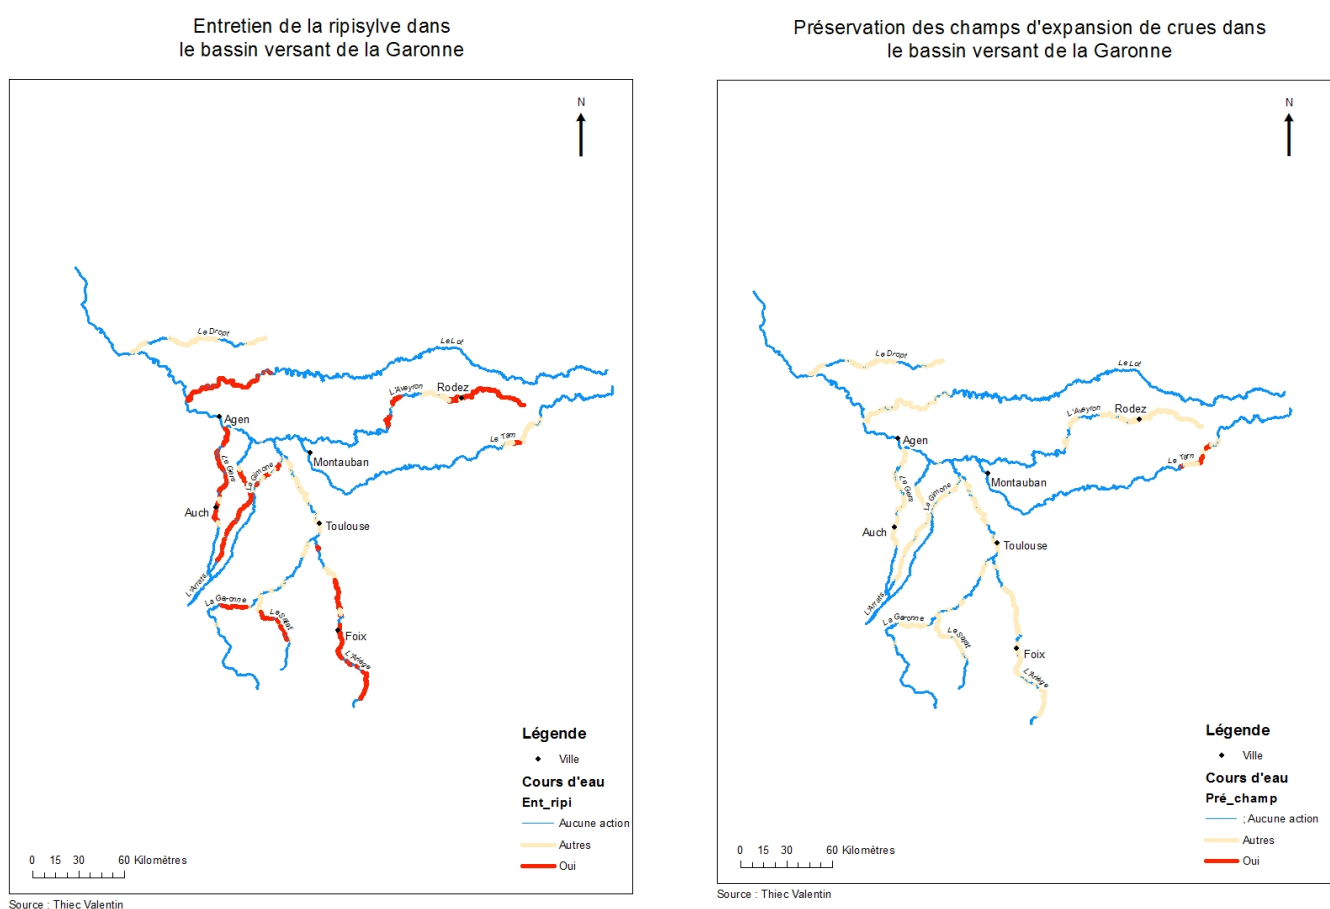 Entretien de la ripisylve dans
le bassin versant de la Garonne
N
Le Dropt
Le Lot
L'Aveyron
Rodez
Agen
Le Tarn
Le Gers
La Gimone
Montauban
Auch
Toulouse
L'Arrats
La Garonne
Le Salat
Foix
L'Ariège
Légende
Ville
Cours d'eau
Ent_ripi
Aucune action
Autres
Oui
0 15 30 60 Kilomètres
Source : Thiec Valentin
Préservation des champs d'expansion de crues dans
le bassin versant de la Garonne
N
Le Dropt
Le Lot
L'Aveyron
Rodez
Agen
Le Tarn
Le Gers
La Gimone
Montauban
Auch
Toulouse
L'Arrats
La Garonne
Le Salat
Foix
L'Ariège
Légende
Ville
Cours d'eau
Pré_champ
; Aucune action
Autres
Oui
0 15 30 60 Kilomètres
Source : Thiec Valentin